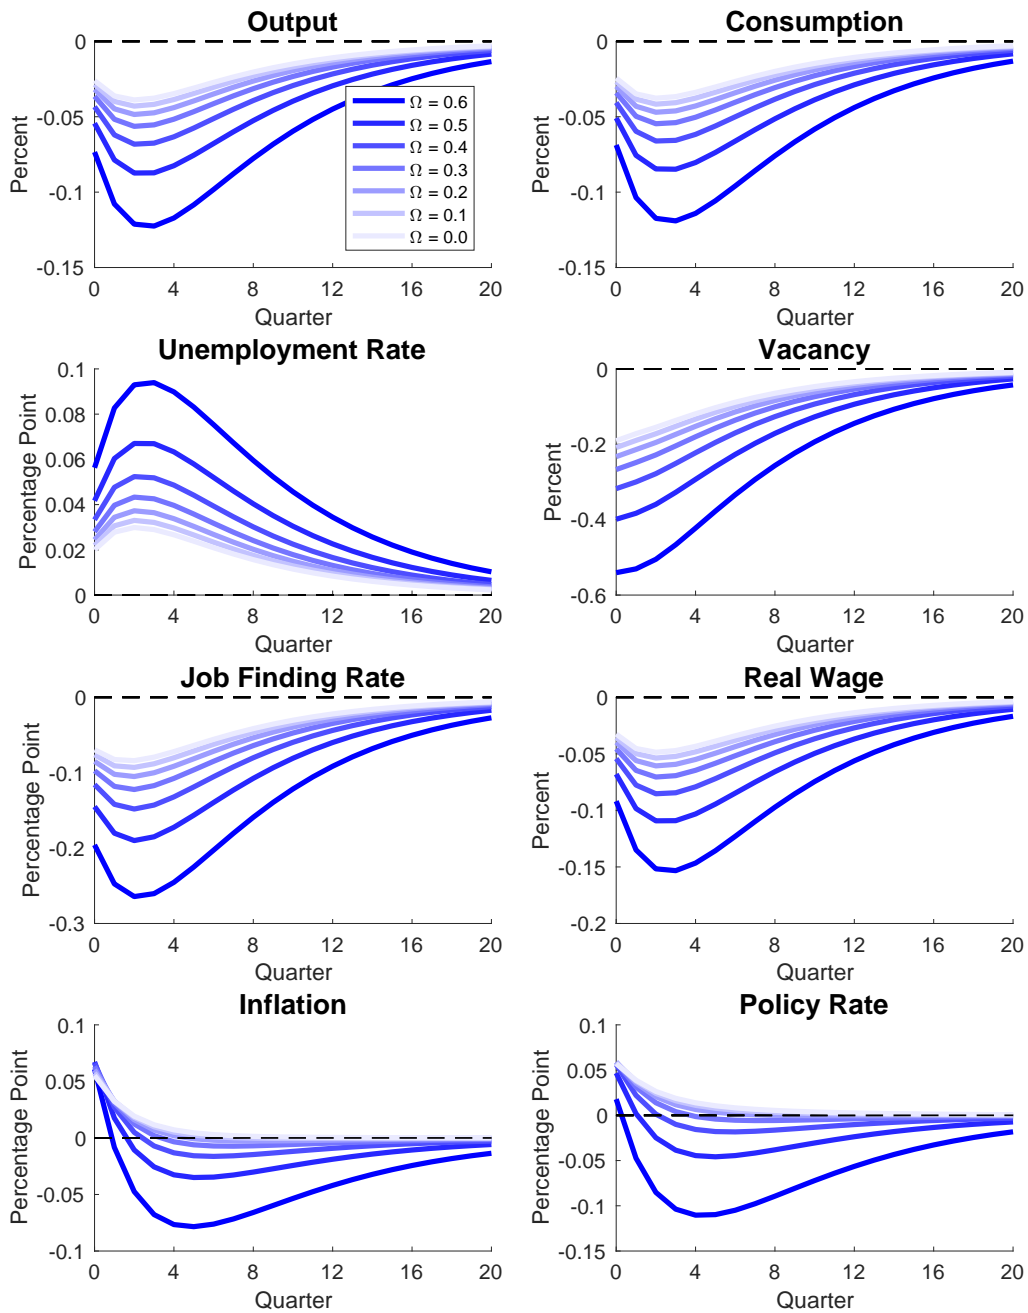 Output
0
-0.05
-0.1
-0.15
Percent
Ω = 0.6
Ω = 0.5
Ω = 0.4
Ω = 0.3
Ω = 0.2
Ω = 0.1
Ω = 0.0
0 4 8 12 16 20
Quarter
Consumption
0
-0.05
-0.1
-0.15
Percent
0 4 8 12 16 20
Quarter
Unemployment Rate
0.1
0.08
0.06
0.04
0.02
0
Percentage Point
0 4 8 12 16 20
Quarter
Vacancy
0
-0.2
-0.4
-0.6
Percent
0 4 8 12 16 20
Quarter
Job Finding Rate
0
-0.1
-0.2
-0.3
Percentage Point
0 4 8 12 16 20
Quarter
Real Wage
0
-0.05
-0.1
-0.15
-0.2
Percent
0 4 8 12 16 20
Quarter
Inflation
0.1
0.05
0
-0.05
-0.1
Percentage Point
0 4 8 12 16 20
Quarter
Policy Rate
0.1
0.05
0
-0.05
-0.1
-0.15
Percentage Point
0 4 8 12 16 20
Quarter